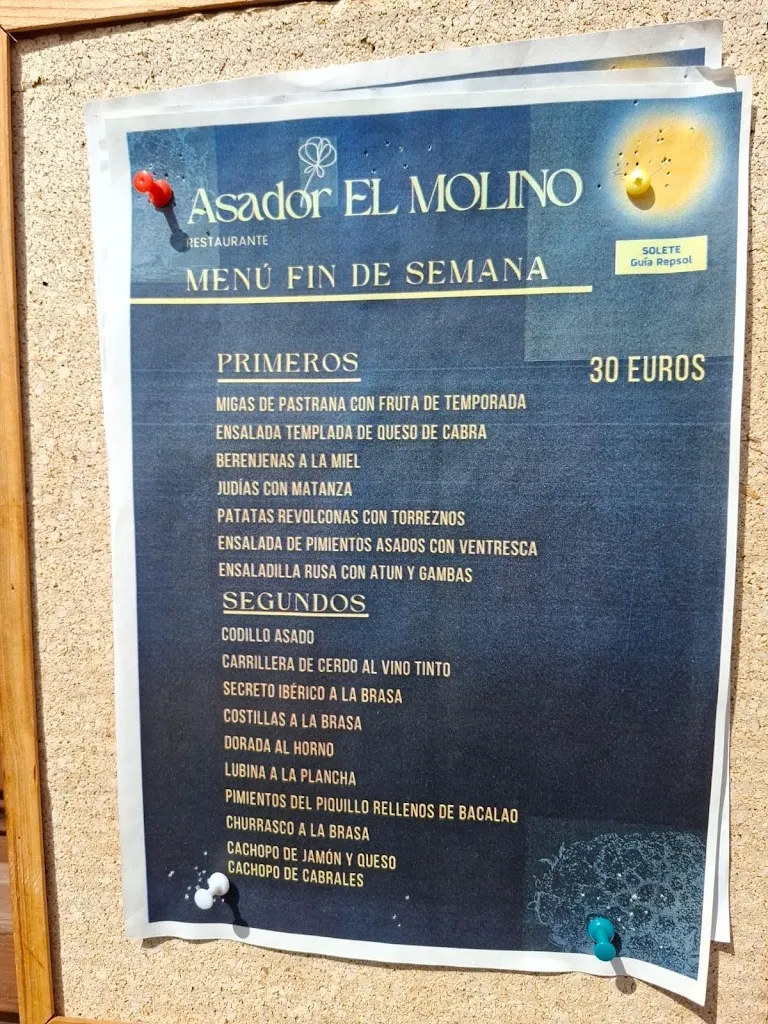 Asador EL MOLINO
RESTAURANTE
SOLETE
Guía Repsol
MENÚ FIN DE SEMANA
PRIMEROS
30 EUROS
MIGAS DE PASTRANA CON FRUTA DE TEMPORADA
ENSALADA TEMPLADA DE QUESO DE CABRA
BERENJENAS A LA MIEL
JUDÍAS CON MATANZA
PATATAS REVOLCONAS CON TORREZNOS
ENSALADA DE PIMIENTOS ASADOS CON VENTRESCA
ENSALADILLA RUSA CON ATUN Y GAMBAS
SEGUNDOS
CODILLO ASADO
CARRILLERA DE CERDO AL VINO TINTO
SECRETO IBÉRICO A LA BRASA
COSTILLAS A LA BRASA
DORADA AL HORNO
LUBINA A LA PLANCHA
PIMIENTOS DEL PIQUILLO RELLENOS DE BACALAO
CHURRASCO A LA BRASA
CACHOPO DE JAMÓN Y QUESO
CACHOPO DE CABRALES